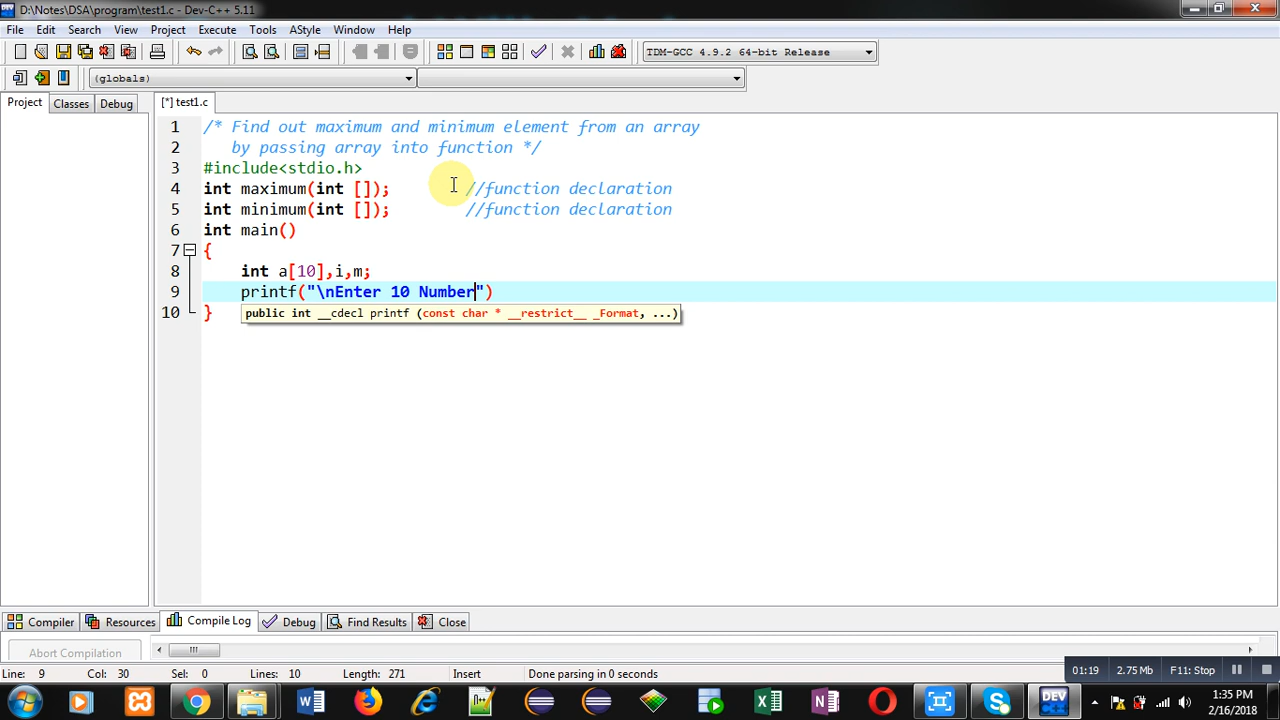 D:\Notes\DSA\program\test1.c - Dev-C++ 5.11
File Edit Search View Project Execute Tools AStyle Window Help
TDM-GCC 4.9.2 64-bit Release
(globals)
Project Classes Debug [*] test1.c
1 /* Find out maximum and minimum element from an array
2 by passing array into function */
3 #include<stdio.h>
4 int maximum(int []); //function declaration
5 int minimum(int []); //function declaration
6 int main()
7 {
8 int a[10],i,m;
9 printf("\nEnter 10 Number")
10 }
public int __cdecl printf (const char * __restrict__ _Format, ...)
Compiler Resources Compile Log Debug Find Results Close
Abort Compilation
Line: 9 Col: 30 Sel: 0 Lines: 10 Length: 271 Insert Done parsing in 0 seconds
01:19 2.75 Mb F11: Stop
DEV
1:35 PM
2/16/2018